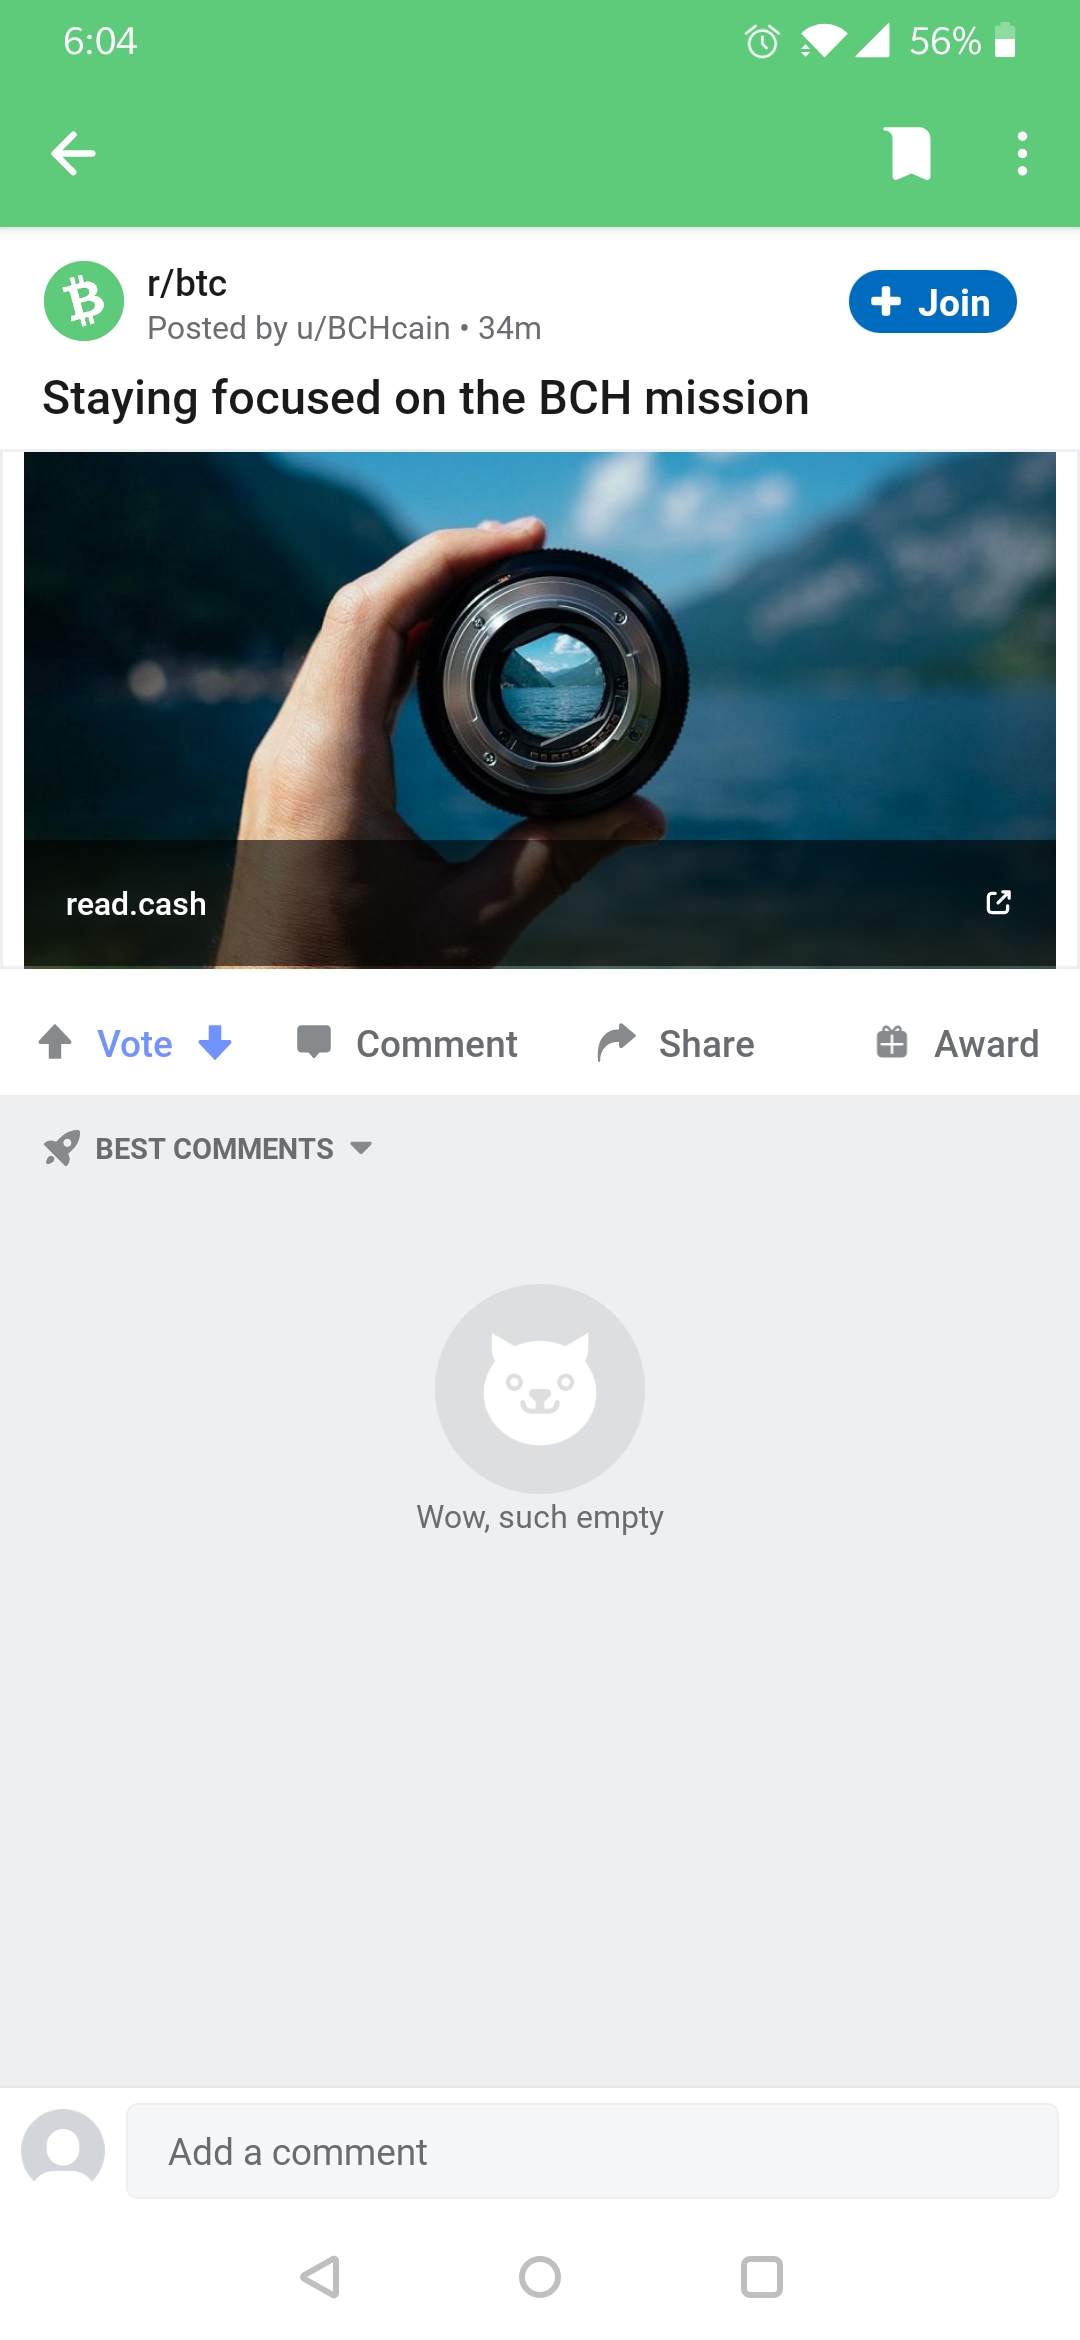 6:04
56%
r/btc
Posted by u/BCHcain • 34m
Join
Staying focused on the BCH mission
read.cash
Vote
Comment
Share
Award
BEST COMMENTS
Wow, such empty
Add a comment